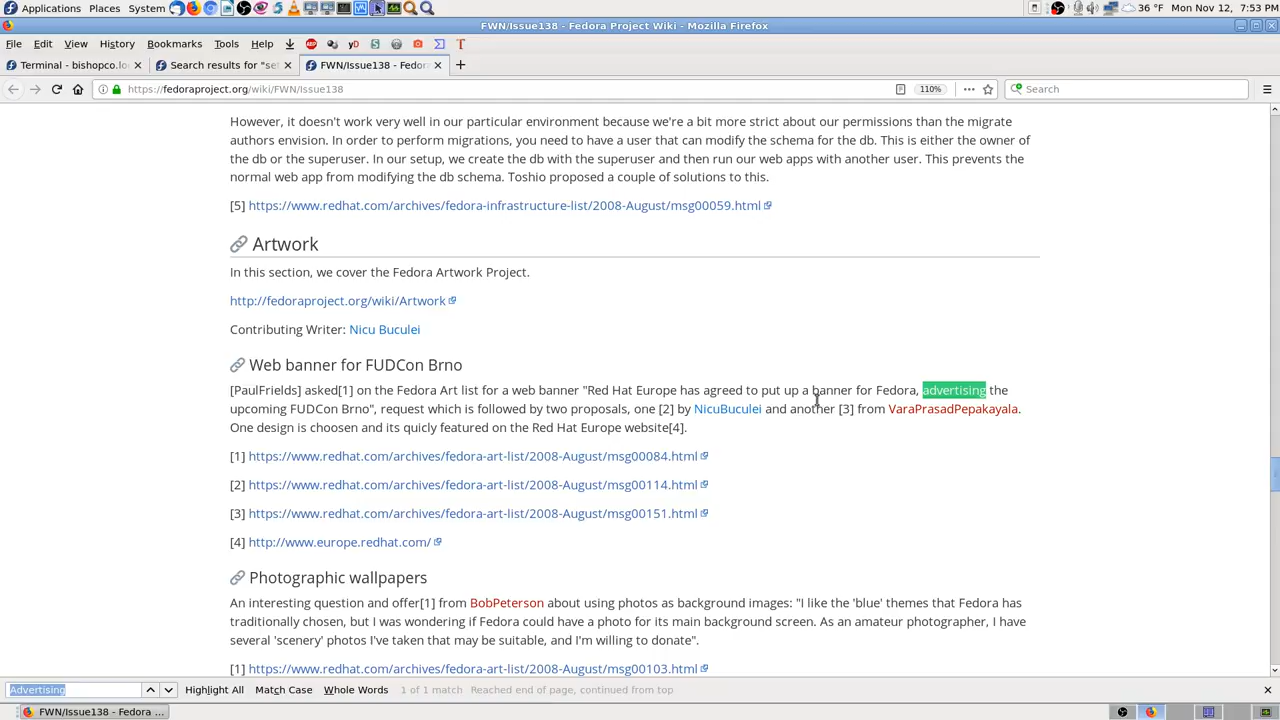 Applications Places System 36 °F Mon Nov 12, 7:53 PM
FWN/Issue138 - Fedora Project Wiki - Mozilla Firefox
File Edit View History Bookmarks Tools Help
Terminal - bishopco.lo Search results for "se FWN/Issue138 - Fedor
https://fedoraproject.org/wiki/FWN/Issue138 110% Search
However, it doesn't work very well in our particular environment because we're a bit more strict about our permissions than the migrate
authors envision. In order to perform migrations, you need to have a user that can modify the schema for the db. This is either the owner of
the db or the superuser. In our setup, we create the db with the superuser and then run our web apps with another user. This prevents the
normal web app from modifying the db schema. Toshio proposed a couple of solutions to this.
[5] https://www.redhat.com/archives/fedora-infrastructure-list/2008-August/msg00059.html
Artwork
In this section, we cover the Fedora Artwork Project.
http://fedoraproject.org/wiki/Artwork
Contributing Writer: Nicu Buculei
Web banner for FUDCon Brno
[PaulFrields] asked[1] on the Fedora Art list for a web banner "Red Hat Europe has agreed to put up a banner for Fedora, advertising the
upcoming FUDCon Brno", request which is followed by two proposals, one [2] by NicuBuculei and another [3] from VaraPrasadPepakayala.
One design is choosen and its quicly featured on the Red Hat Europe website[4].
[1] https://www.redhat.com/archives/fedora-art-list/2008-August/msg00084.html
[2] https://www.redhat.com/archives/fedora-art-list/2008-August/msg00114.html
[3] https://www.redhat.com/archives/fedora-art-list/2008-August/msg00151.html
[4] http://www.europe.redhat.com/
Photographic wallpapers
An interesting question and offer[1] from BobPeterson about using photos as background images: "I like the 'blue' themes that Fedora has
traditionally chosen, but I was wondering if Fedora could have a photo for its main background screen. As an amateur photographer, I have
several 'scenery' photos I've taken that may be suitable, and I'm willing to donate".
[1] https://www.redhat.com/archives/fedora-art-list/2008-August/msg00103.html
Advertising Highlight All Match Case Whole Words 1 of 1 match Reached end of page, continued from top
FWN/Issue138 - Fedora ...